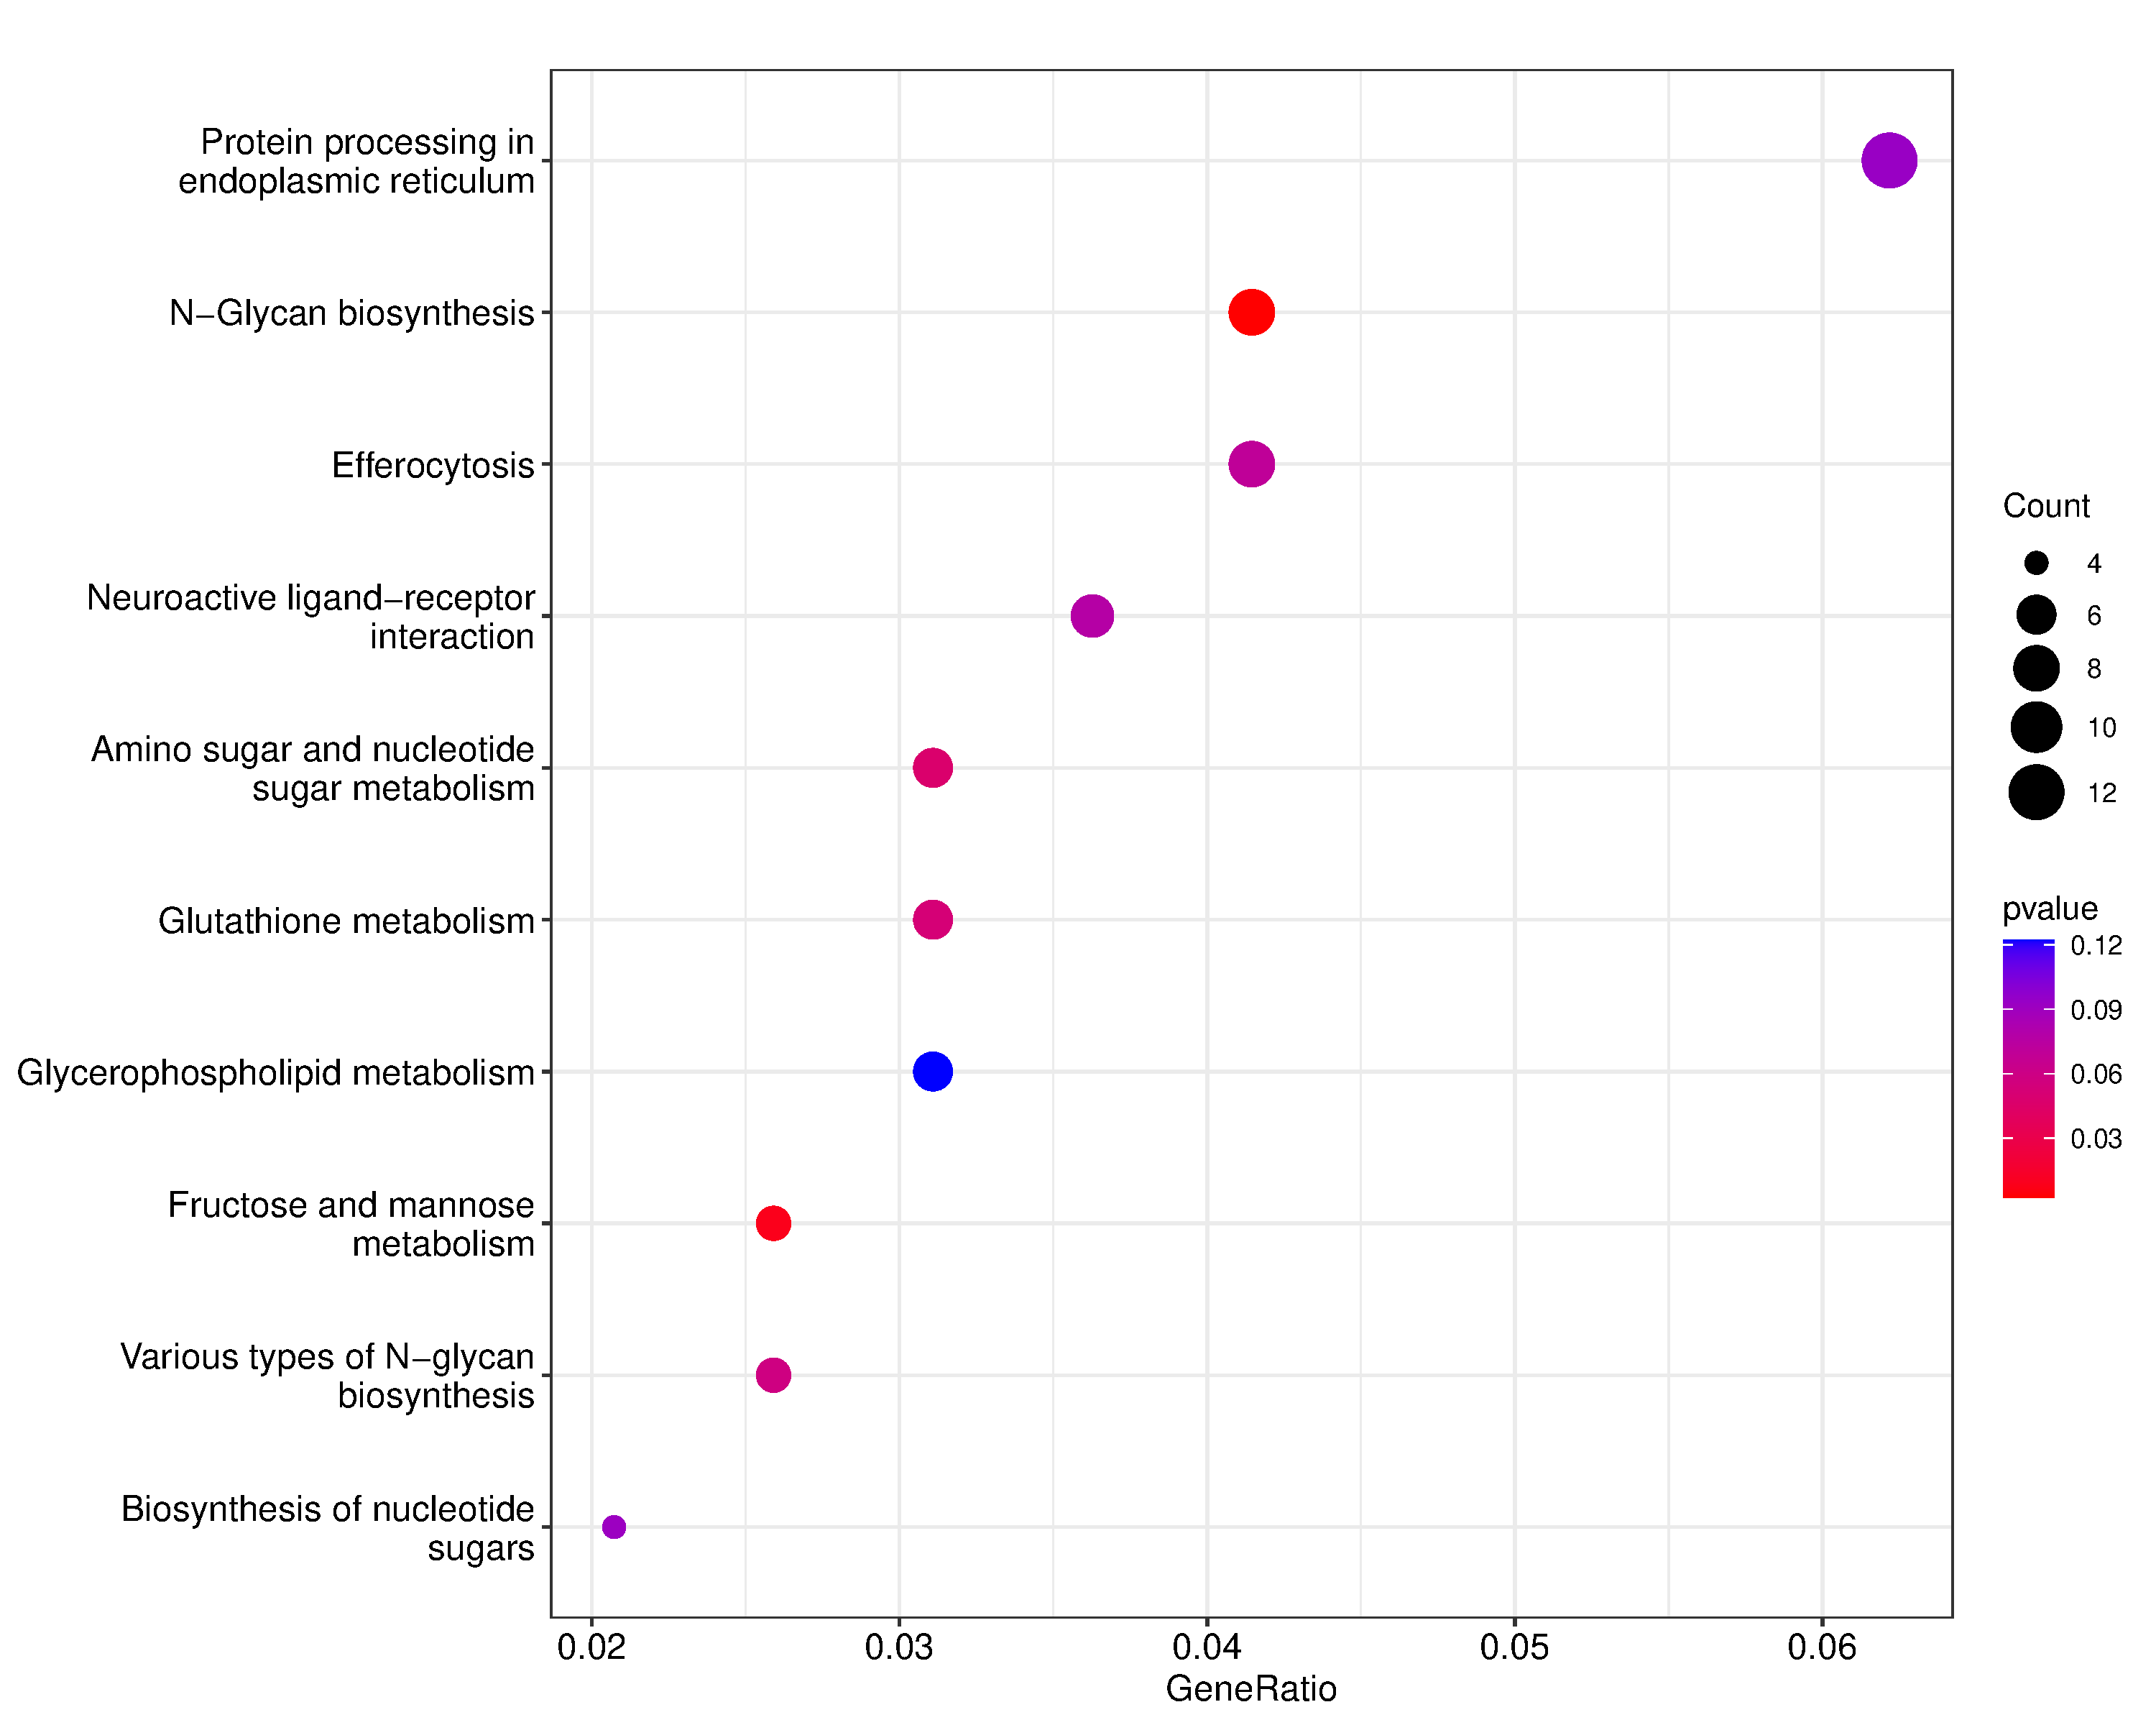 Protein processing in
endoplasmic reticulum
N−Glycan biosynthesis
Efferocytosis
Neuroactive ligand−receptor
interaction
Amino sugar and nucleotide
sugar metabolism
Glutathione metabolism
Glycerophospholipid metabolism
Fructose and mannose
metabolism
Various types of N−glycan
biosynthesis
Biosynthesis of nucleotide
sugars
0.02 0.03 0.04 0.05 0.06
GeneRatio
Count
4
6
8
10
12
pvalue
0.12
0.09
0.06
0.03